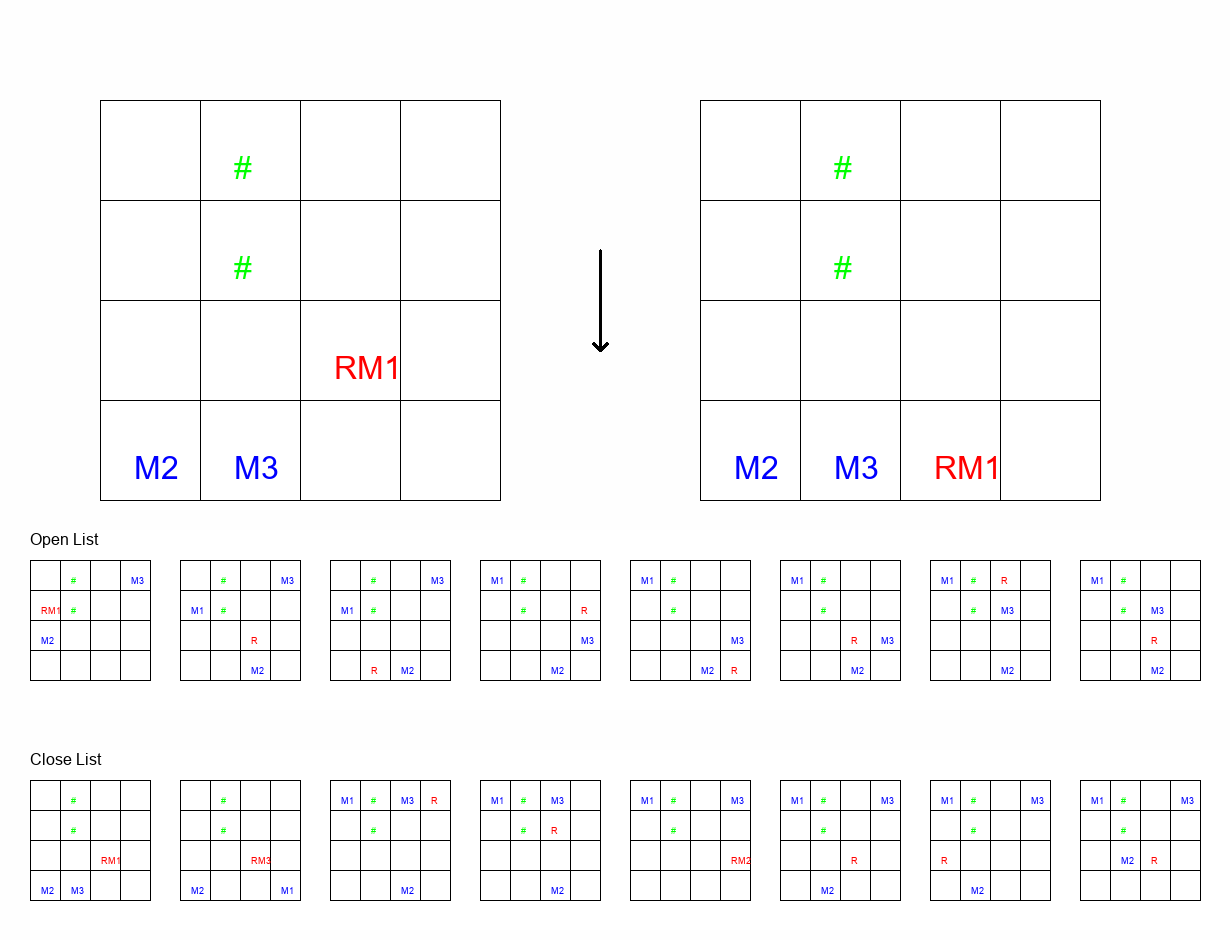 # #
# #
RM1
M2 M3 M2 M3 RM1
Open List
# M3 # M3 # M3 M1 # M1 # M1 # M1 # R M1 #
RM1 # M1 # M1 # # R # # # M3 # M3
M2 R M3 M3 R M3 R
M2 R M2 M2 M2 R M2 M2 M2
Close List
# # M1 # M3 R M1 # M3 M1 # M3 M1 # M3 M1 # M3 M1 # M3
# # # # R # # # #
RM1 RM3 RM2 R R M2 R
M2 M3 M2 M1 M2 M2 M2 M2